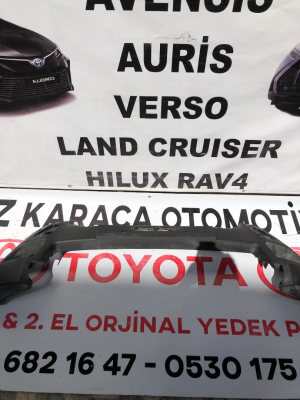 AVENSİS
AURİS
VERSO
LAND CRUISER
HILUX RAV4
Z KARACA OTOMOTİ
TOYOTA
& 2. EL ORJİNAL YEDEK P
682 16 47 - 0530 175